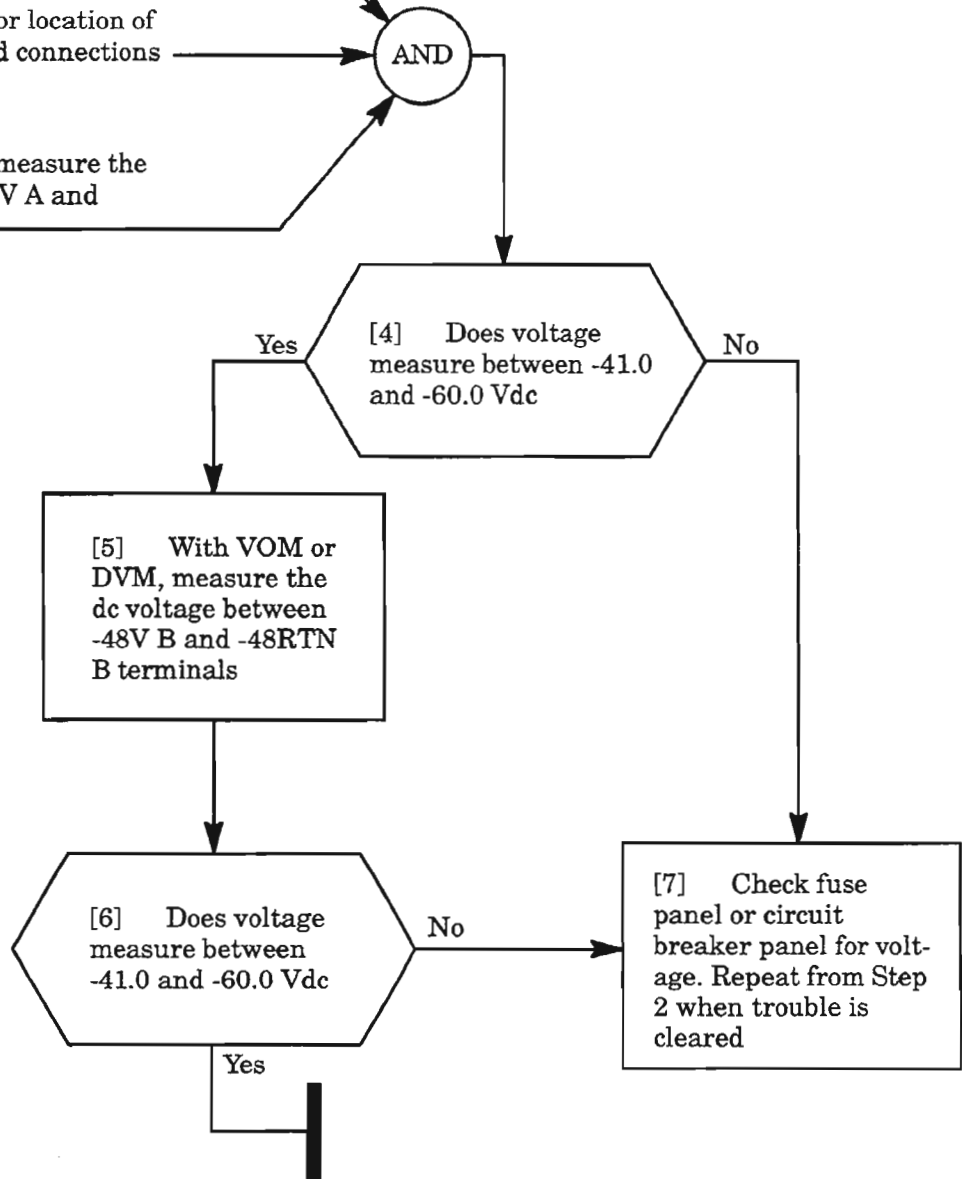 or location of
d connections
AND
measure the
V A and
[4] Does voltage
measure between -41.0
and -60.0 Vdc
Yes
No
[5] With VOM or
DVM, measure the
dc voltage between
-48V B and -48RTN
B terminals
[6] Does voltage
measure between
-41.0 and -60.0 Vdc
No
Yes
[7] Check fuse
panel or circuit
breaker panel for volt-
age. Repeat from Step
2 when trouble is
cleared